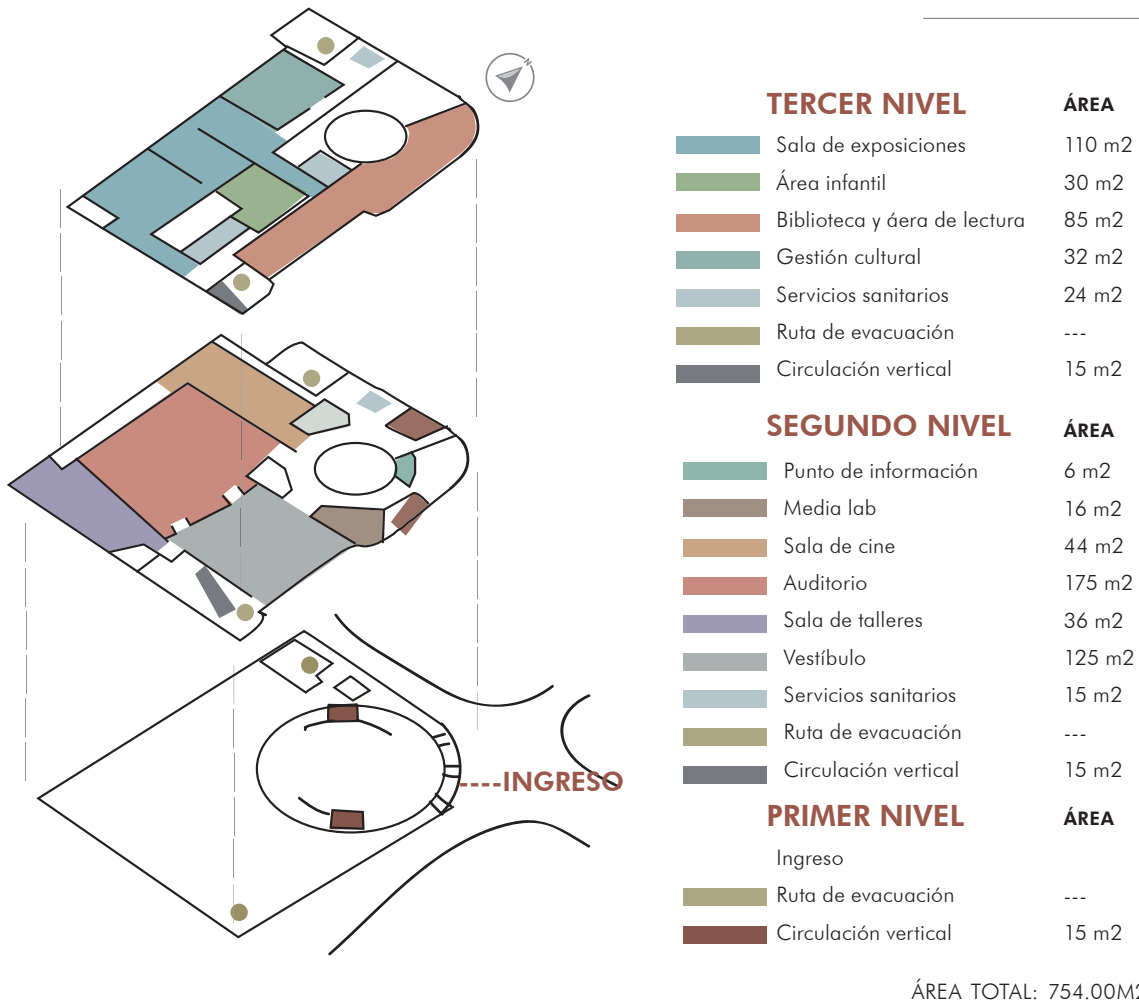 N
TERCER NIVEL ÁREA
Sala de exposiciones 110 m2
Área infantil 30 m2
Biblioteca y áera de lectura 85 m2
Gestión cultural 32 m2
Servicios sanitarios 24 m2
Ruta de evacuación ---
Circulación vertical 15 m2
SEGUNDO NIVEL ÁREA
Punto de información 6 m2
Media lab 16 m2
Sala de cine 44 m2
Auditorio 175 m2
Sala de talleres 36 m2
Vestíbulo 125 m2
Servicios sanitarios 15 m2
Ruta de evacuación ---
Circulación vertical 15 m2
----INGRESO
PRIMER NIVEL ÁREA
Ingreso
Ruta de evacuación ---
Circulación vertical 15 m2
ÁREA TOTAL: 754.00M2